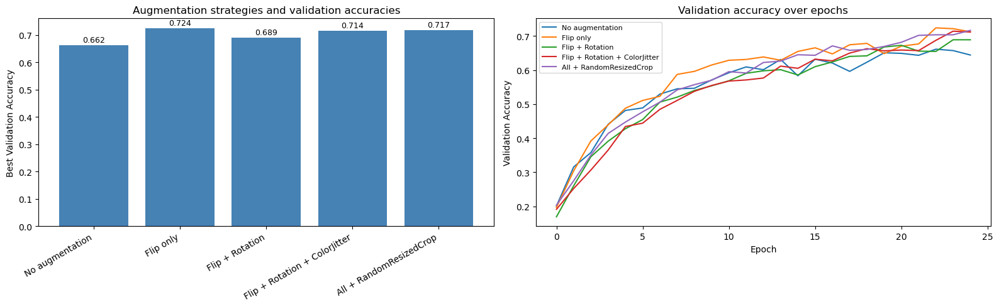 Augmentation strategies and validation accuracies
Best Validation Accuracy
0.7
0.6
0.5
0.4
0.3
0.2
0.1
0.0
0.662
0.724
0.689
0.714
0.717
No augmentation
Flip only
Flip + Rotation
Flip + Rotation + ColorJitter
All + RandomResizedCrop
Validation accuracy over epochs
Validation Accuracy
0.7
0.6
0.5
0.4
0.3
0.2
No augmentation
Flip only
Flip + Rotation
Flip + Rotation + ColorJitter
All + RandomResizedCrop
0 5 10 15 20 25
Epoch